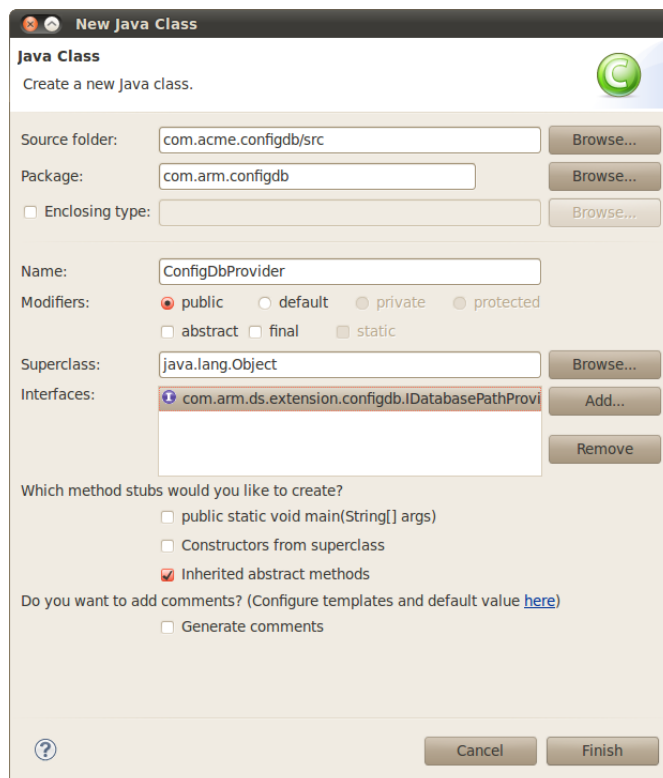 New Java Class
Java Class
Create a new Java class.
C
Source folder: com.acme.configdb/src Browse...
Package: com.arm.configdb Browse...
Enclosing type: Browse...
Name: ConfigDbProvider
Modifiers: public default private protected
abstract final static
Superclass: java.lang.Object Browse...
Interfaces: com.arm.ds.extension.configdb.IDatabasePathProvi Add...
Remove
Which method stubs would you like to create?
public static void main(String[] args)
Constructors from superclass
Inherited abstract methods
Do you want to add comments? (Configure templates and default value here)
Generate comments
? Cancel Finish